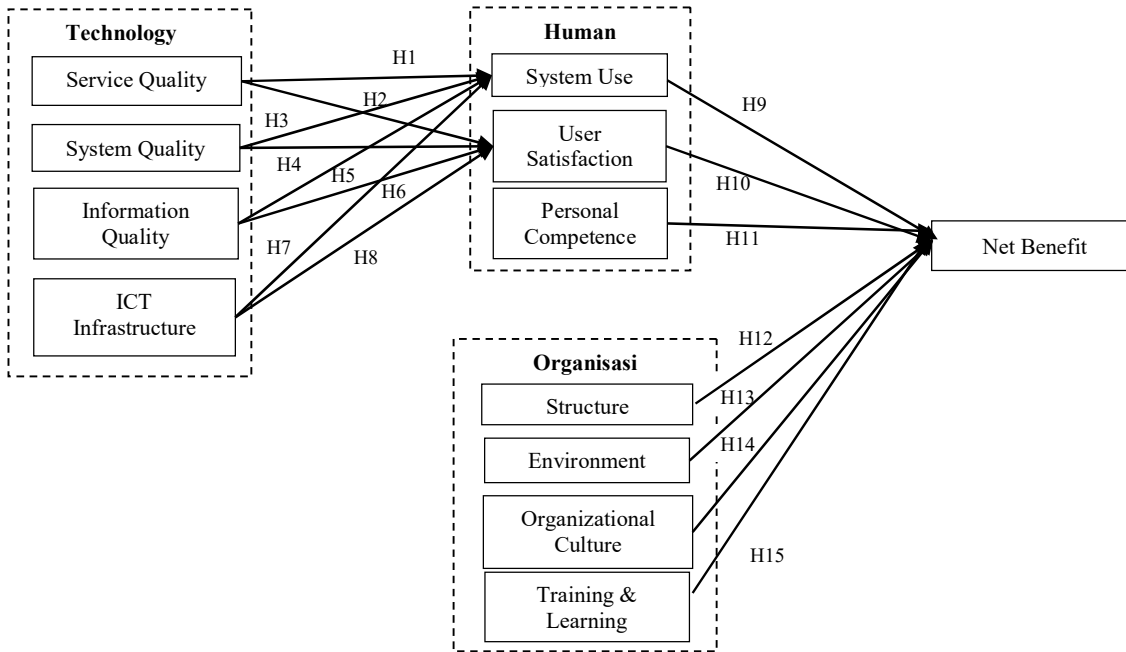 Technology
Service Quality
System Quality
Information
Quality
ICT
Infrastructure
H1
H2
H3
H4
H5
H6
H7
H8
Human
System Use
User
Satisfaction
Personal
Competence
H9
H10
H11
Net Benefit
Organisasi
Structure
Environment
Organizational
Culture
Training &
Learning
H12
H13
H14
H15